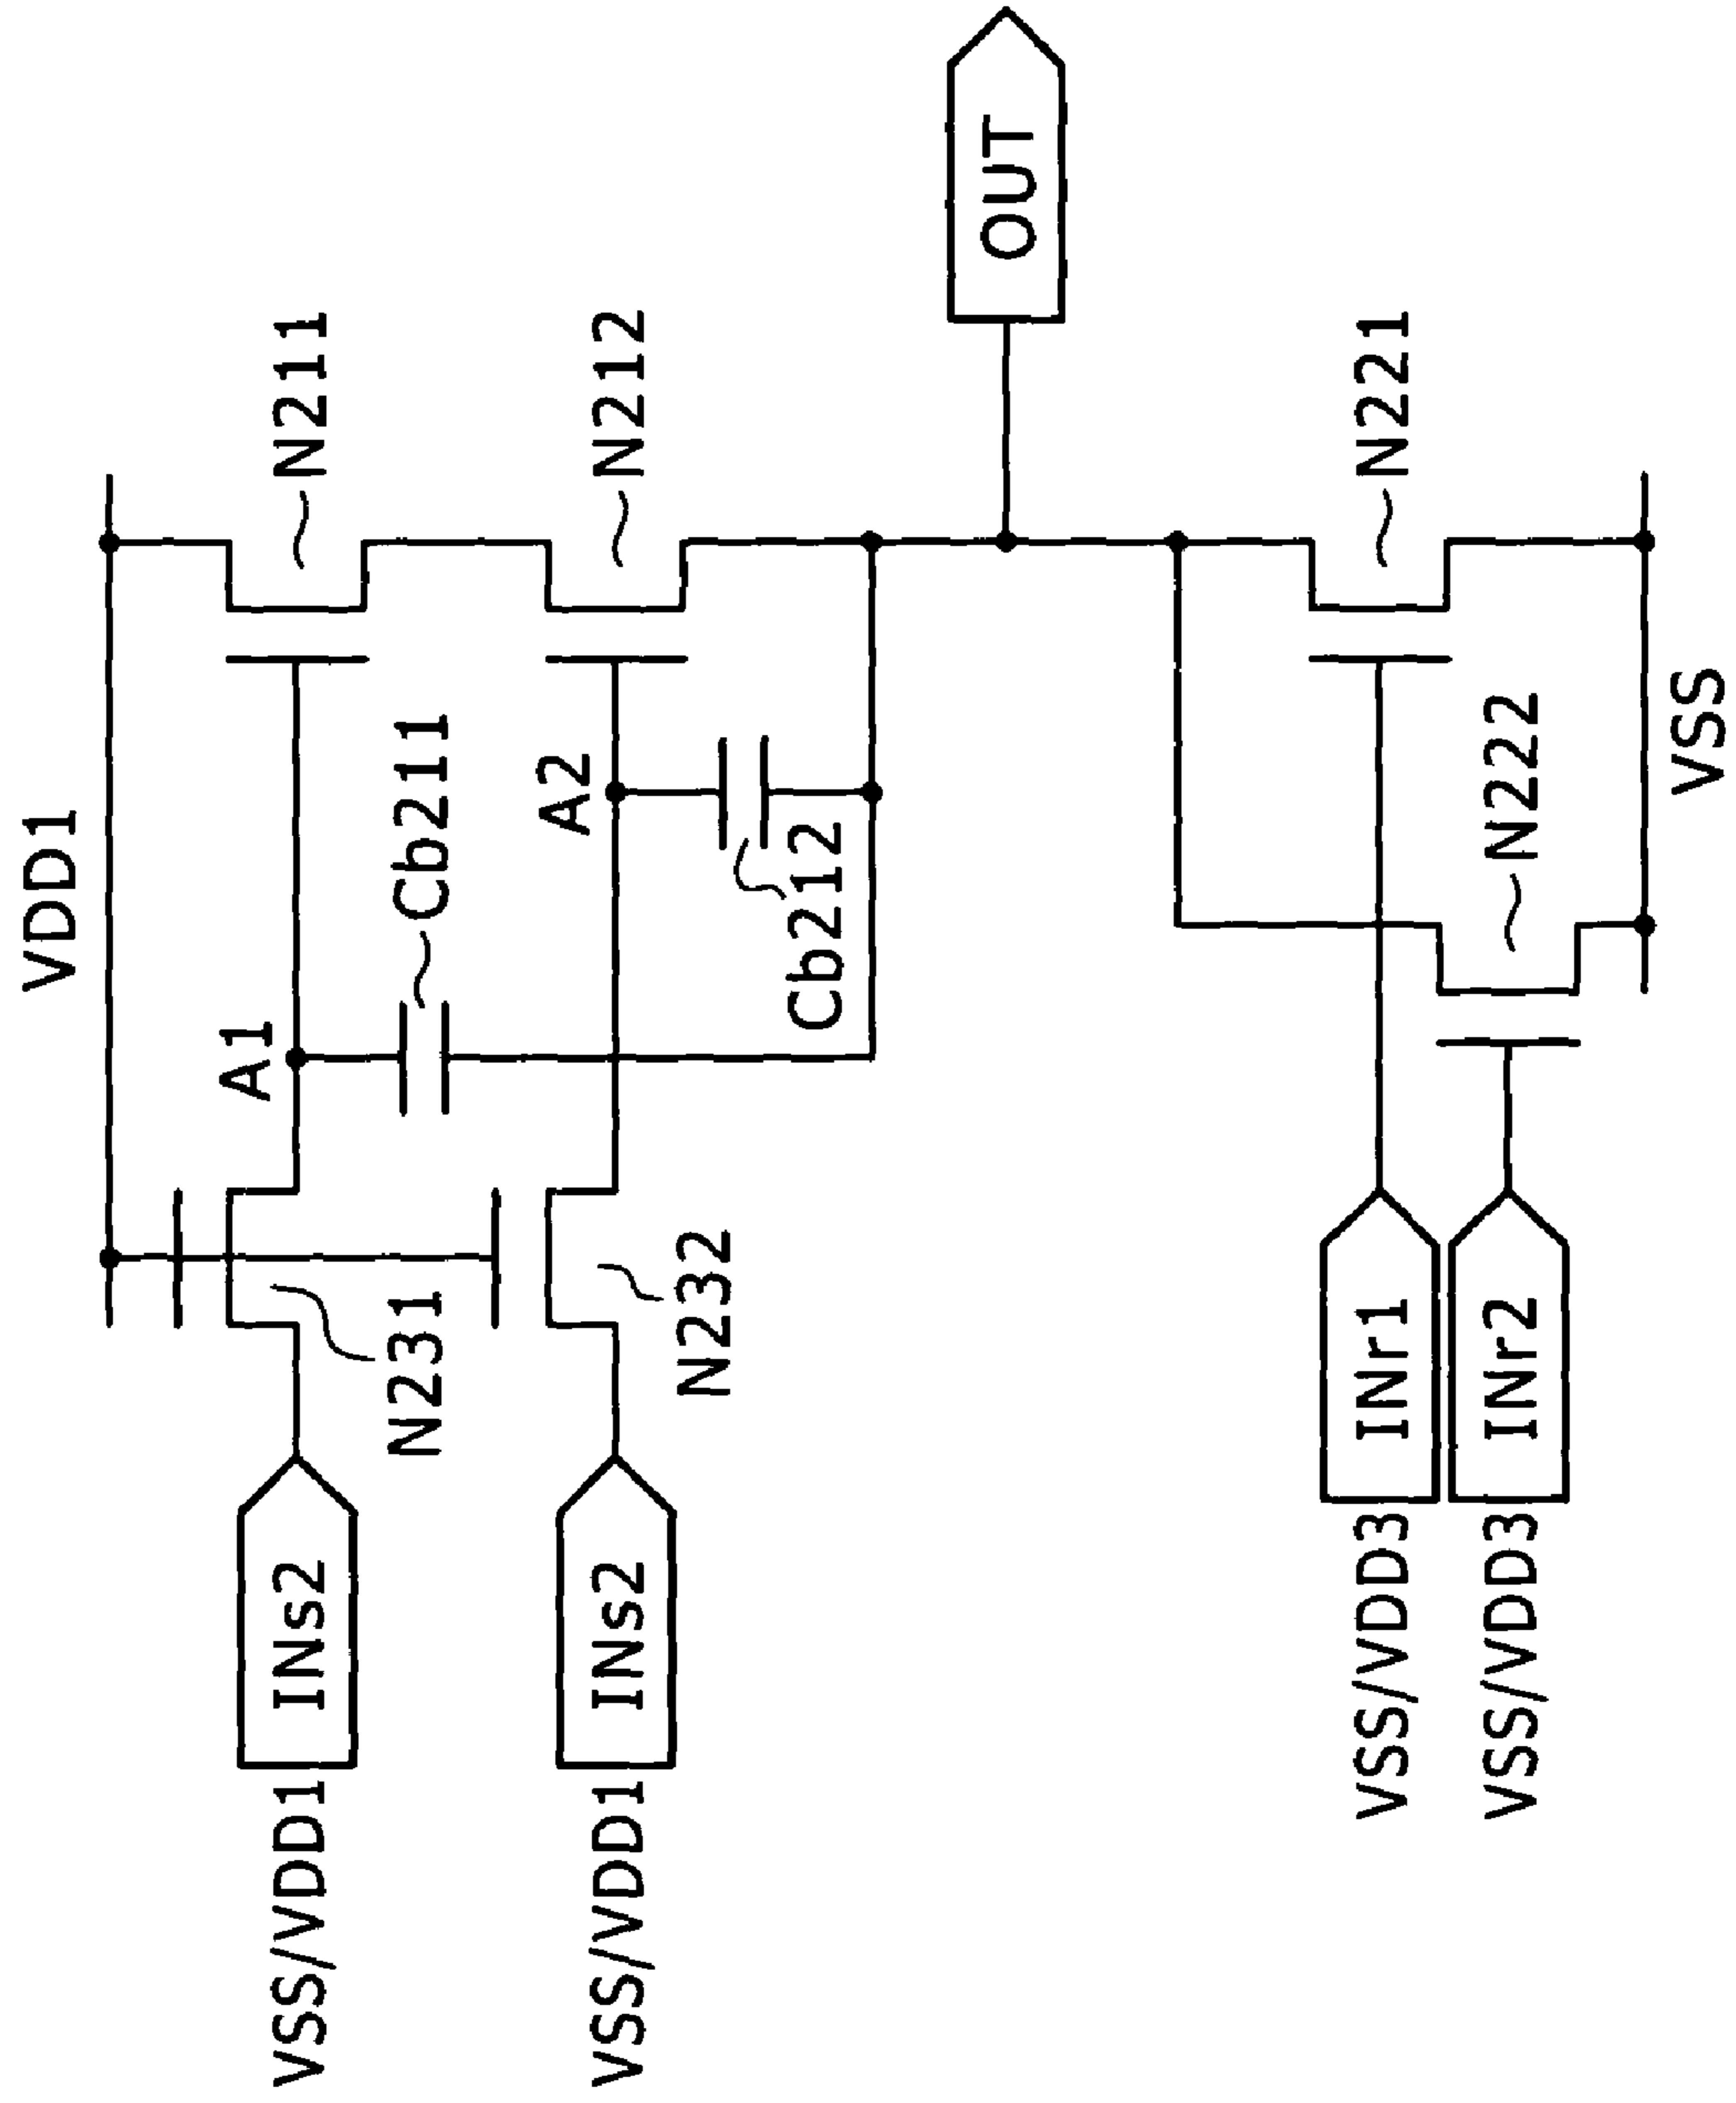 VDD1
N211
A1
Cb211
VSS/VDD1
INs2
N231
N212
A2
VSS/VDD1
INs2
N232
Cb212
OUT
N221
VSS/VDD3
INr1
N222
VSS/VDD3
INr2
VSS